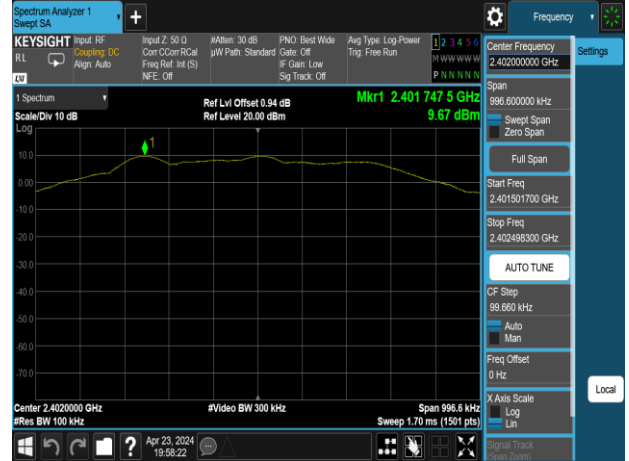 Spectrum Analyzer 1
Swept SA
Frequency
KEYSIGHT
RL
LXI
Input: RF
Coupling: DC
Align: Auto
Input Z: 50 Ω
Corr CCorr RCal
Freq Ref: Int (S)
NFE: Off
#Atten: 30 dB
µW Path: Standard
PNO: Best Wide
Gate: Off
IF Gain: Low
Sig Track: Off
Avg Type: Log-Power
Trig: Free Run
1 2 3 4 5 6
M W W W W W
P N N N N N
1 Spectrum
Scale/Div 10 dB
Ref Lvl Offset 0.94 dB
Ref Level 20.00 dBm
Mkr1 2.401 747 5 GHz
9.67 dBm
Log
1
10.0
0.00
-10.0
-20.0
-30.0
-40.0
-50.0
-60.0
-70.0
Center 2.4020000 GHz
#Res BW 100 kHz
#Video BW 300 kHz
Span 996.6 kHz
Sweep 1.70 ms (1501 pts)
Apr 23, 2024
19:58:22
Center Frequency
2.402000000 GHz
Settings
Span
996.600000 kHz
Swept Span
Zero Span
Full Span
Start Freq
2.401501700 GHz
Stop Freq
2.402498300 GHz
AUTO TUNE
CF Step
99.660 kHz
Auto
Man
Freq Offset
0 Hz
X Axis Scale
Log
Lin
Local
Signal Track
(Span Zoom)